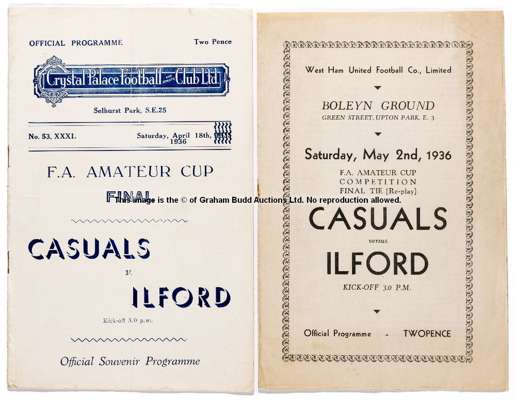 OFFICIAL PROGRAMME Two Pence
Crystal Palace Football and Club Ltd.
Selhurst Park, S.E.25
No. 53, XXXI. Saturday, April 18th,
1936
F.A. AMATEUR CUP
FINAL
CASUALS
v.
ILFORD
Kick-off 3.0 p.m.
Official Souvenir Programme
West Ham United Football Co., Limited
BOLEYN GROUND
GREEN STREET, UPTON PARK, E. 3
Saturday, May 2nd, 1936
F.A. AMATEUR CUP
COMPETITION
FINAL TIE [Re-play]
CASUALS
versus
ILFORD
KICK-OFF 3.0 P.M.
Official Programme - TWOPENCE
This image is the © of Graham Budd Auctions Ltd. No reproduction allowed.